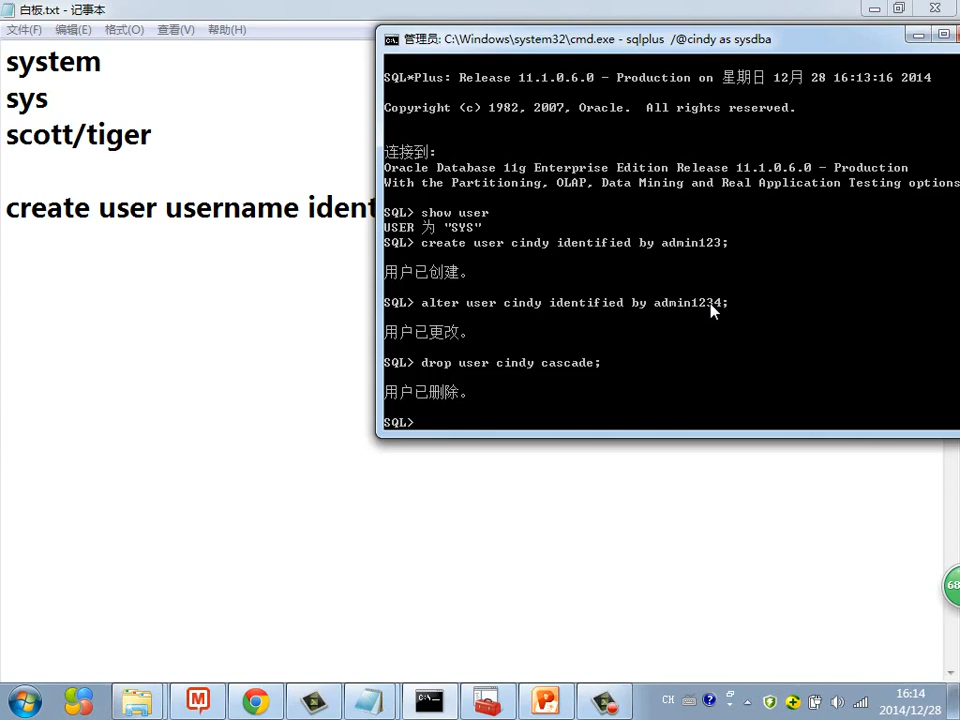 白板.txt - 记事本
文件(F) 编辑(E) 格式(O) 查看(V) 帮助(H)
system
sys
scott/tiger
create user username ident
管理员: C:\Windows\system32\cmd.exe - sqlplus /@cindy as sysdba
SQL*Plus: Release 11.1.0.6.0 - Production on 星期日 12月 28 16:13:16 2014
Copyright (c) 1982, 2007, Oracle. All rights reserved.
连接到:
Oracle Database 11g Enterprise Edition Release 11.1.0.6.0 - Production
With the Partitioning, OLAP, Data Mining and Real Application Testing options
SQL> show user
USER 为 "SYS"
SQL> create user cindy identified by admin123;
用户已创建。
SQL> alter user cindy identified by admin1234;
用户已更改。
SQL> drop user cindy cascade;
用户已删除。
SQL>
68
CH
16:14
2014/12/28